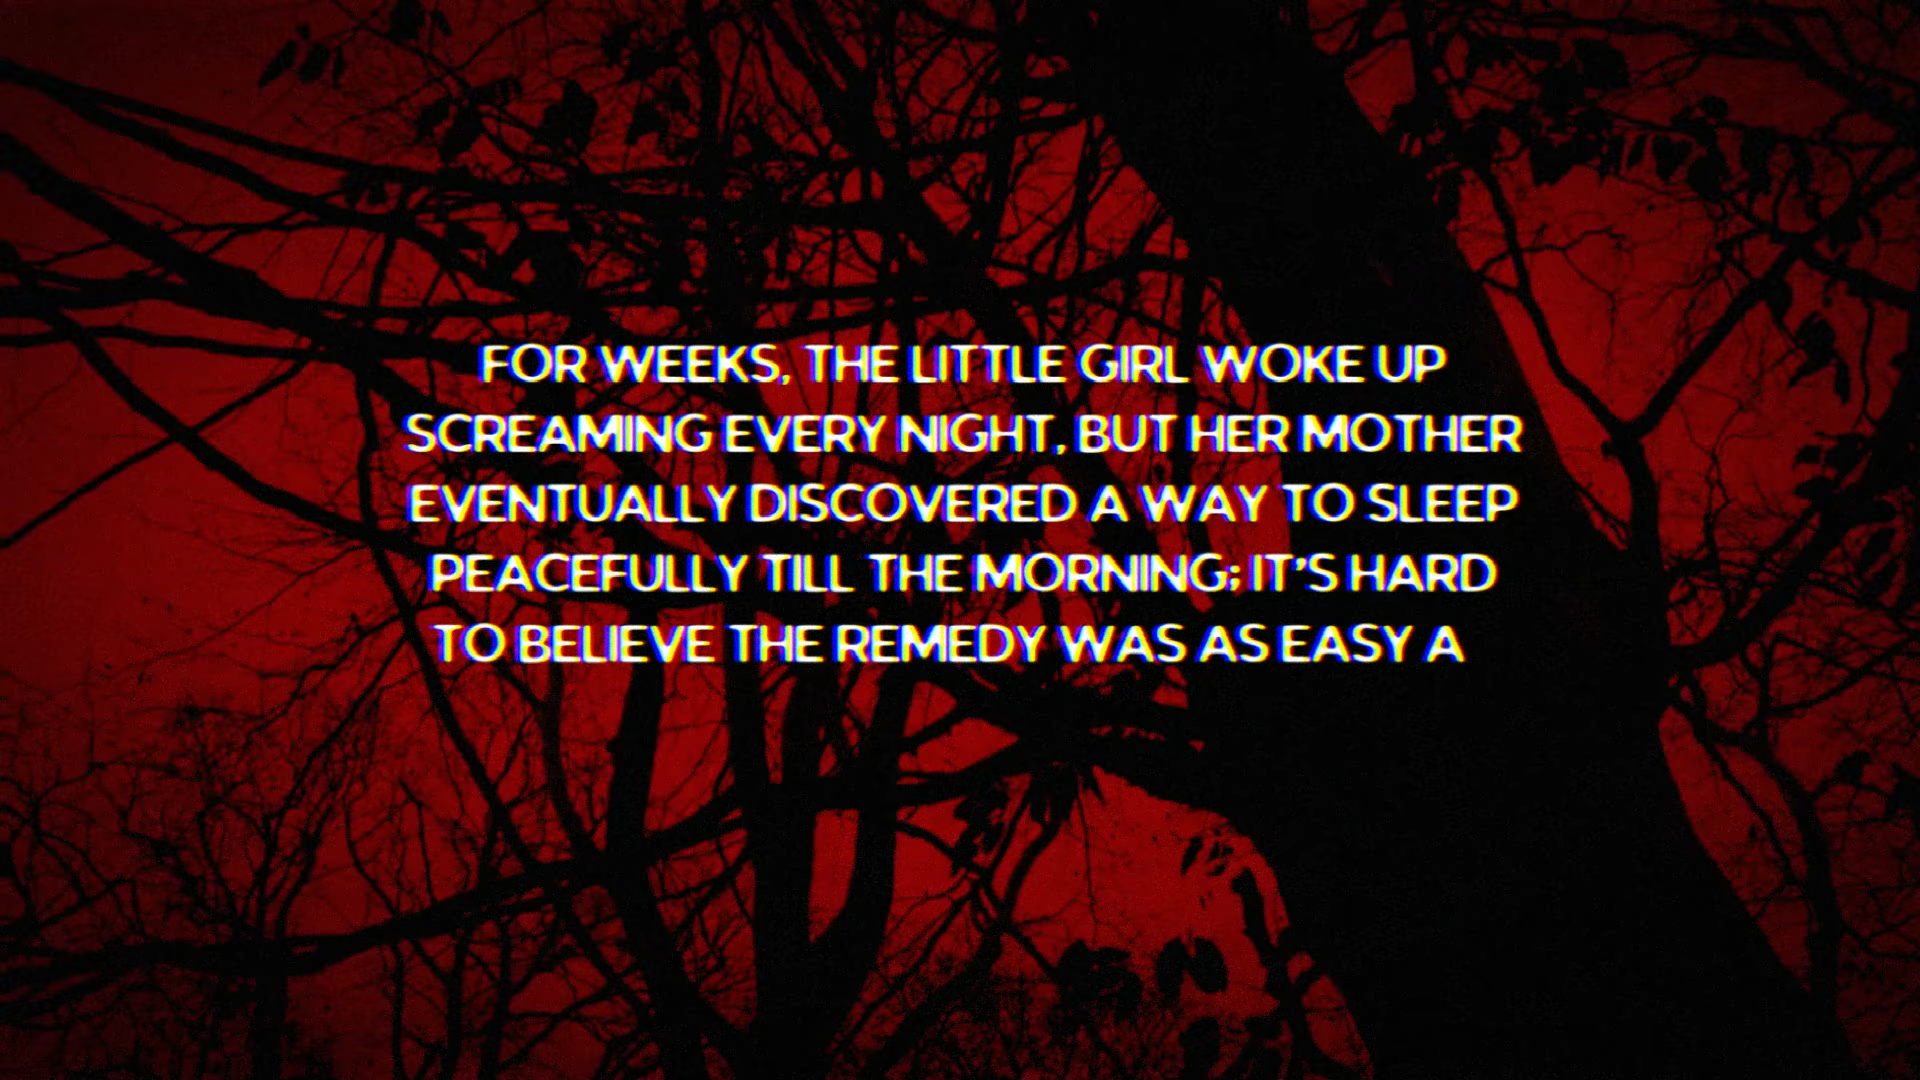 FOR WEEKS, THE LITTLE GIRL WOKE UP
SCREAMING EVERY NIGHT, BUT HER MOTHER
EVENTUALLY DISCOVERED A WAY TO SLEEP
PEACEFULLY TILL THE MORNING; IT'S HARD
TO BELIEVE THE REMEDY WAS AS EASY A